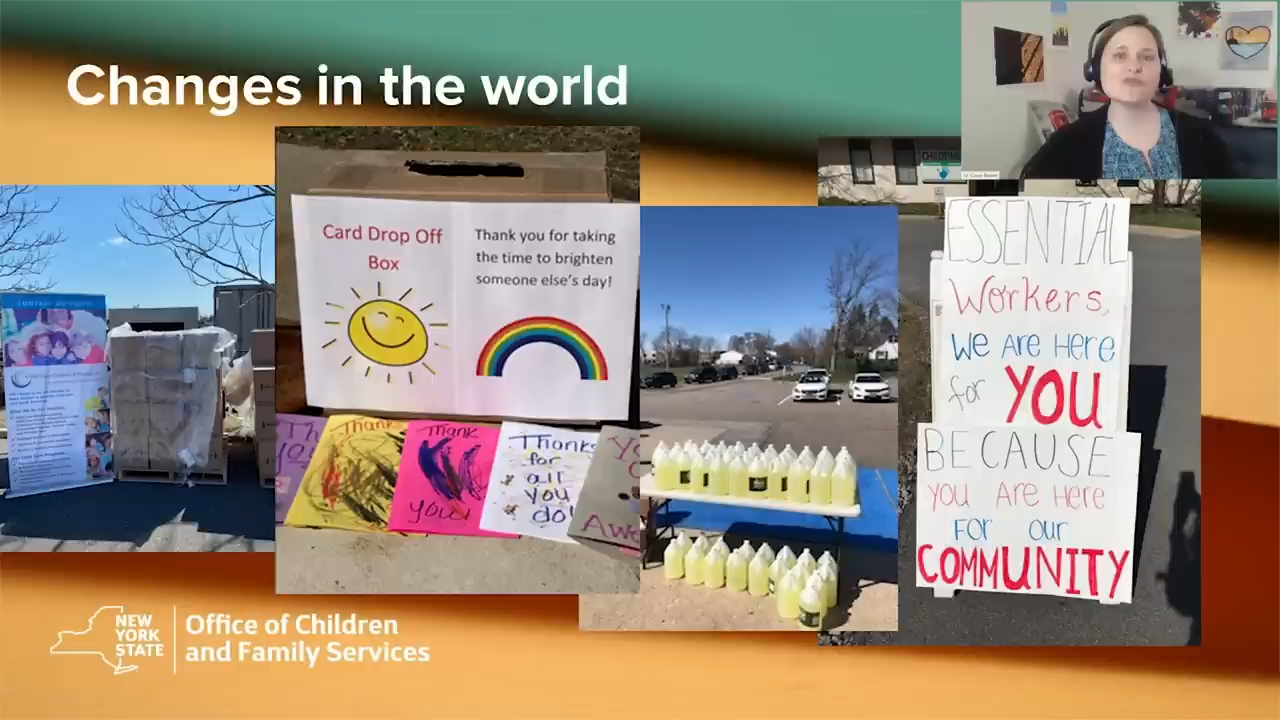 Changes in the world
Card Drop Off
Box
Thank you for taking
the time to brighten
someone else's day!
Thank
you!
Thanks
for
all
you
do!
ESSENTIAL
Workers,
We Are Here
for YOU
BECAUSE
you Are Here
For our
COMMUNITY
NEW
YORK
STATE
Office of Children
and Family Services